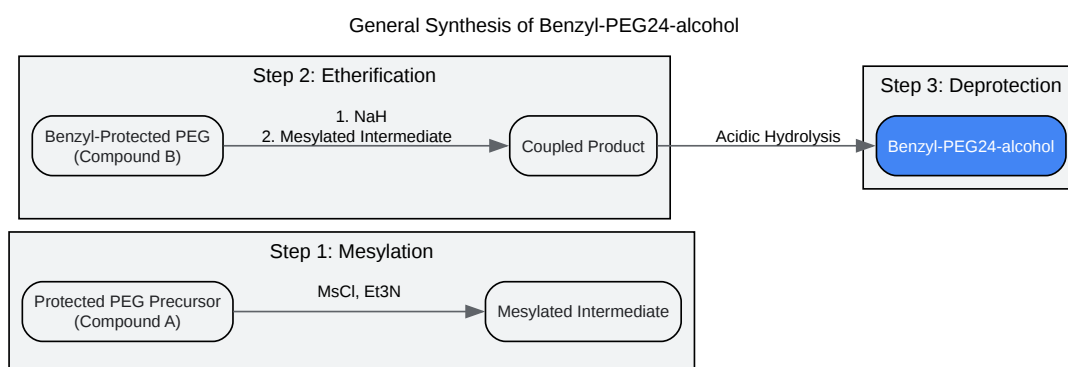 General Synthesis of Benzyl-PEG24-alcohol
Step 2: Etherification
Benzyl-Protected PEG
(Compound B)
1. NaH
2. Mesylated Intermediate
Coupled Product
Acidic Hydrolysis
Step 3: Deprotection
Benzyl-PEG24-alcohol
Step 1: Mesylation
Protected PEG Precursor
(Compound A)
MsCl, Et3N
Mesylated Intermediate